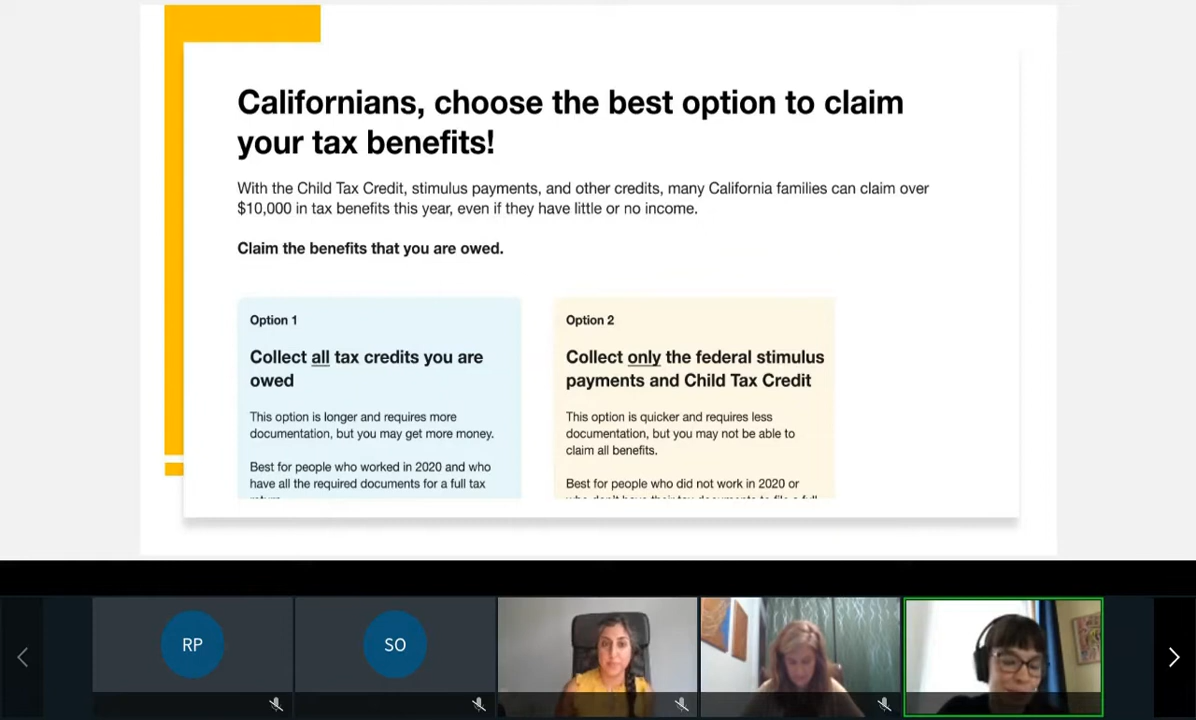 Californians, choose the best option to claim
your tax benefits!
With the Child Tax Credit, stimulus payments, and other credits, many California families can claim over
$10,000 in tax benefits this year, even if they have little or no income.
Claim the benefits that you are owed.
Option 1
Collect all tax credits you are
owed
This option is longer and requires more
documentation, but you may get more money.
Best for people who worked in 2020 and who
have all the required documents for a full tax
Option 2
Collect only the federal stimulus
payments and Child Tax Credit
This option is quicker and requires less
documentation, but you may not be able to
claim all benefits.
Best for people who did not work in 2020 or
RP
SO